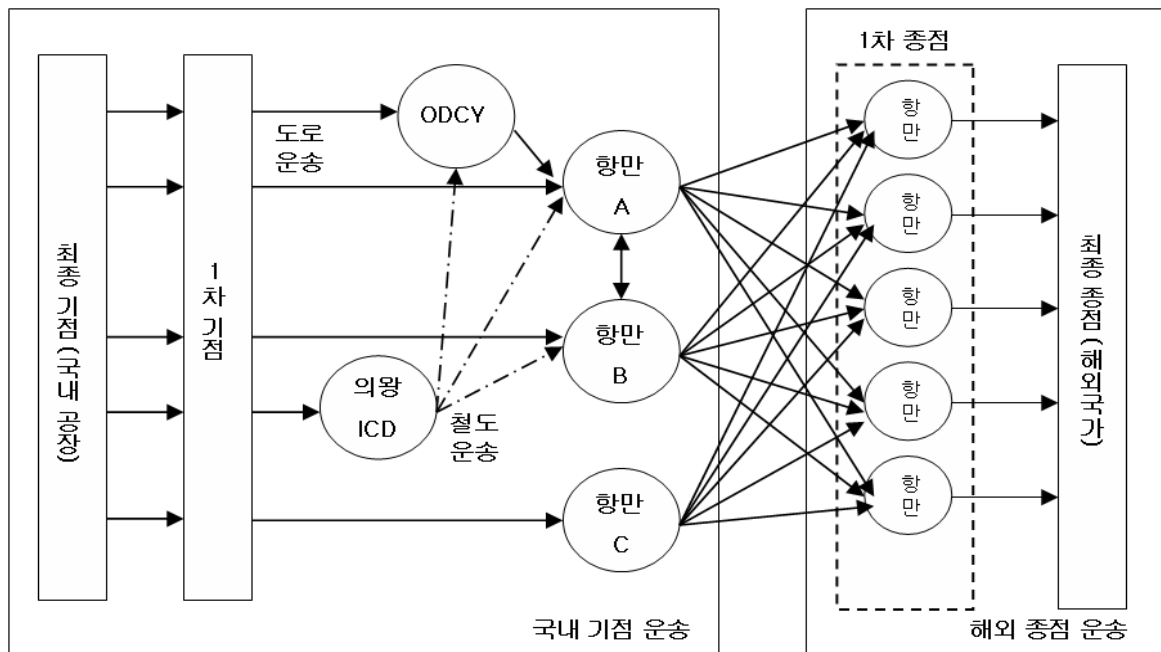 1차 종점
ODCY
도로
운송
항만
A
항만
B
의왕
ICD
철도
운송
항만
C
최종 기점(국내 공장)
1차 기점
항
만
항
만
항
만
항
만
항
만
최종 종점(해외국가)
국내 기점 운송
해외 종점 운송